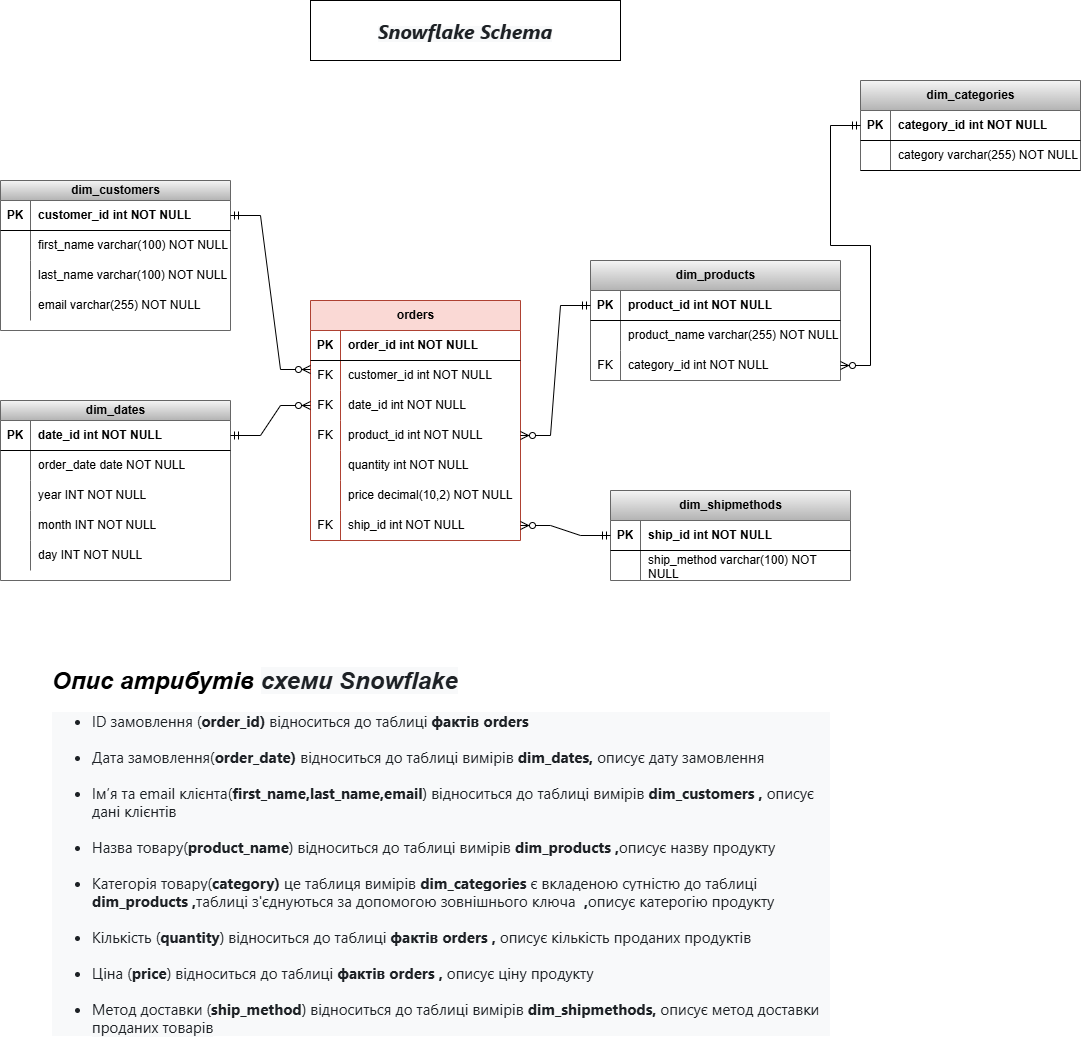 Snowflake Schema
dim_categories
PK category_id int NOT NULL
category varchar(255) NOT NULL
dim_customers
PK customer_id int NOT NULL
first_name varchar(100) NOT NULL
last_name varchar(100) NOT NULL
email varchar(255) NOT NULL
dim_products
PK product_id int NOT NULL
product_name varchar(255) NOT NULL
FK category_id int NOT NULL
orders
PK order_id int NOT NULL
FK customer_id int NOT NULL
FK date_id int NOT NULL
FK product_id int NOT NULL
quantity int NOT NULL
price decimal(10,2) NOT NULL
FK ship_id int NOT NULL
dim_dates
PK date_id int NOT NULL
order_date date NOT NULL
year INT NOT NULL
month INT NOT NULL
day INT NOT NULL
dim_shipmethods
PK ship_id int NOT NULL
ship_method varchar(100) NOT
NULL
Опис атрибутів схеми Snowflake
• ID замовлення (order_id) відноситься до таблиці фактів orders
• Дата замовлення(order_date) відноситься до таблиці вимірів dim_dates, описує дату замовлення
• Ім’я та email клієнта(first_name,last_name,email) відноситься до таблиці вимірів dim_customers , описує
дані клієнтів
• Назва товару(product_name) відноситься до таблиці вимірів dim_products ,описує назву продукту
• Категорія товару(category) це таблиця вимірів dim_categories є вкладеною сутністю до таблиці
dim_products ,таблиці з'єднуються за допомогою зовнішнього ключа ,описує катерогію продукту
• Кількість (quantity) відноситься до таблиці фактів orders , описує кількість проданих продуктів
• Ціна (price) відноситься до таблиці фактів orders , описує ціну продукту
• Метод доставки (ship_method) відноситься до таблиці вимірів dim_shipmethods, описує метод доставки
проданих товарів